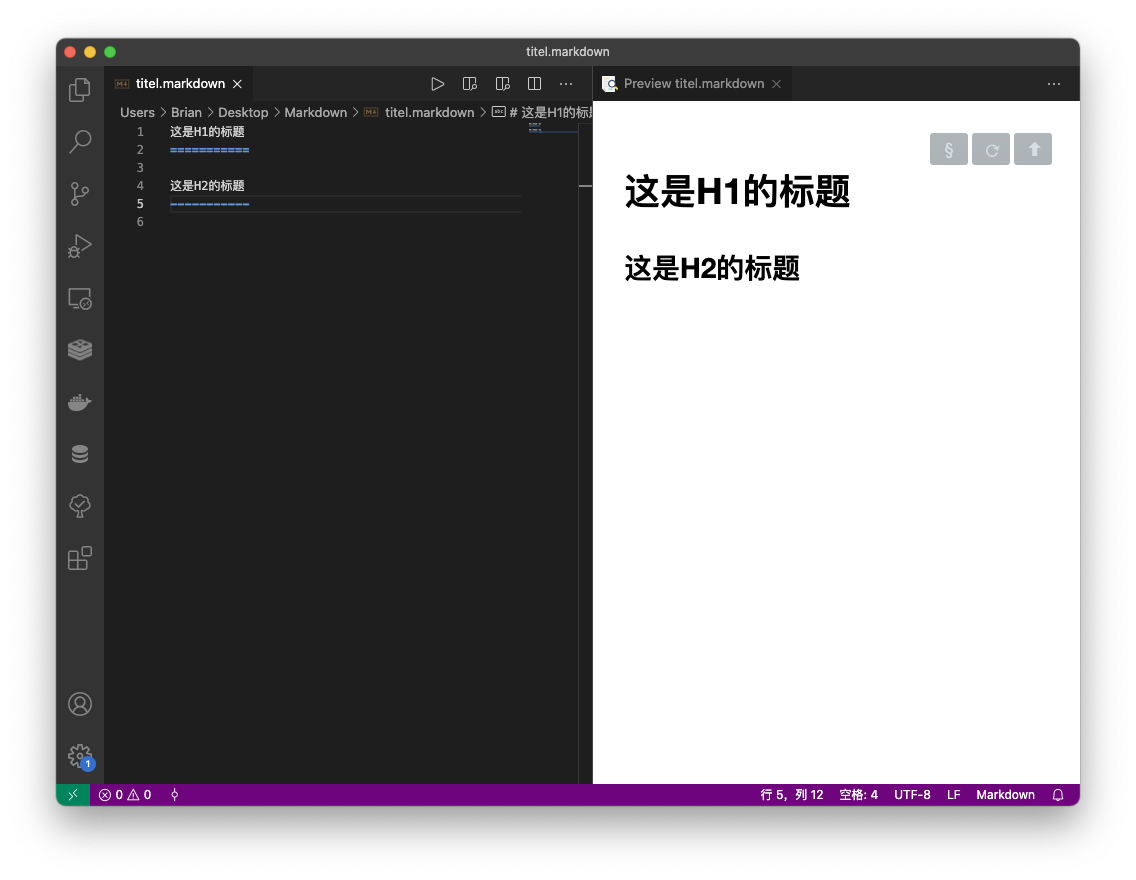 titel.markdown
titel.markdown
Preview titel.markdown
Users > Brian > Desktop > Markdown > titel.markdown > # 这是H1的标题
§
1 这是H1的标题
2 ===========
3
4 这是H2的标题
5 -----------
6
这是H1的标题
这是H2的标题
1
0 0
行 5，列 12 空格: 4 UTF-8 LF Markdown